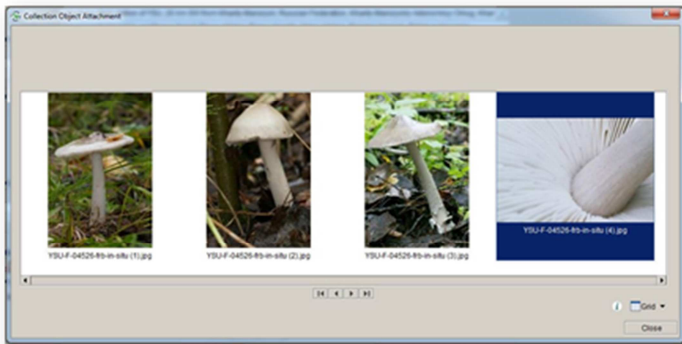 Collection Object Attachment
YSU-F-04526-frb-in-situ (1).jpg
YSU-F-04526-frb-in-situ (2).jpg
YSU-F-04526-frb-in-situ (3).jpg
YSU-F-04526-frb-in-situ (4).jpg
i
Grid
Close